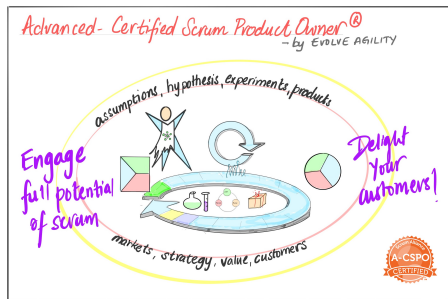 Advanced- Certified Scrum Product Owner®
- by EVOLVE AGILITY
assumptions, hypothesis, experiments, products
Engage
full potential
of scrum
Delight
Your
customers!
markets, strategy, value, customers
A-CSPO
CERTIFIED